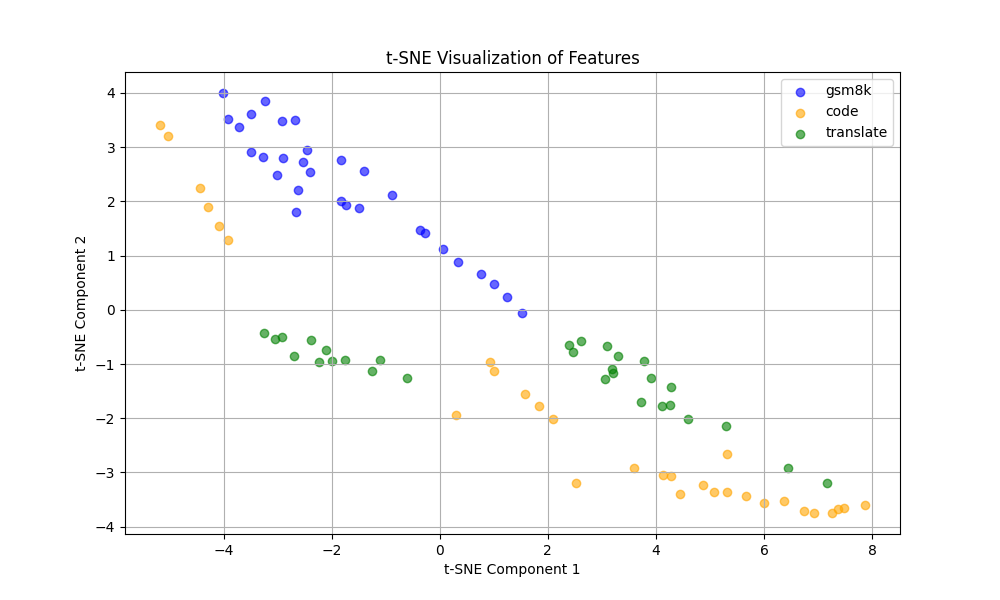 t-SNE Visualization of Features
gsm8k
code
translate
t-SNE Component 2
4
3
2
1
0
−1
−2
−3
−4
−4
−2
0
2
4
6
8
t-SNE Component 1